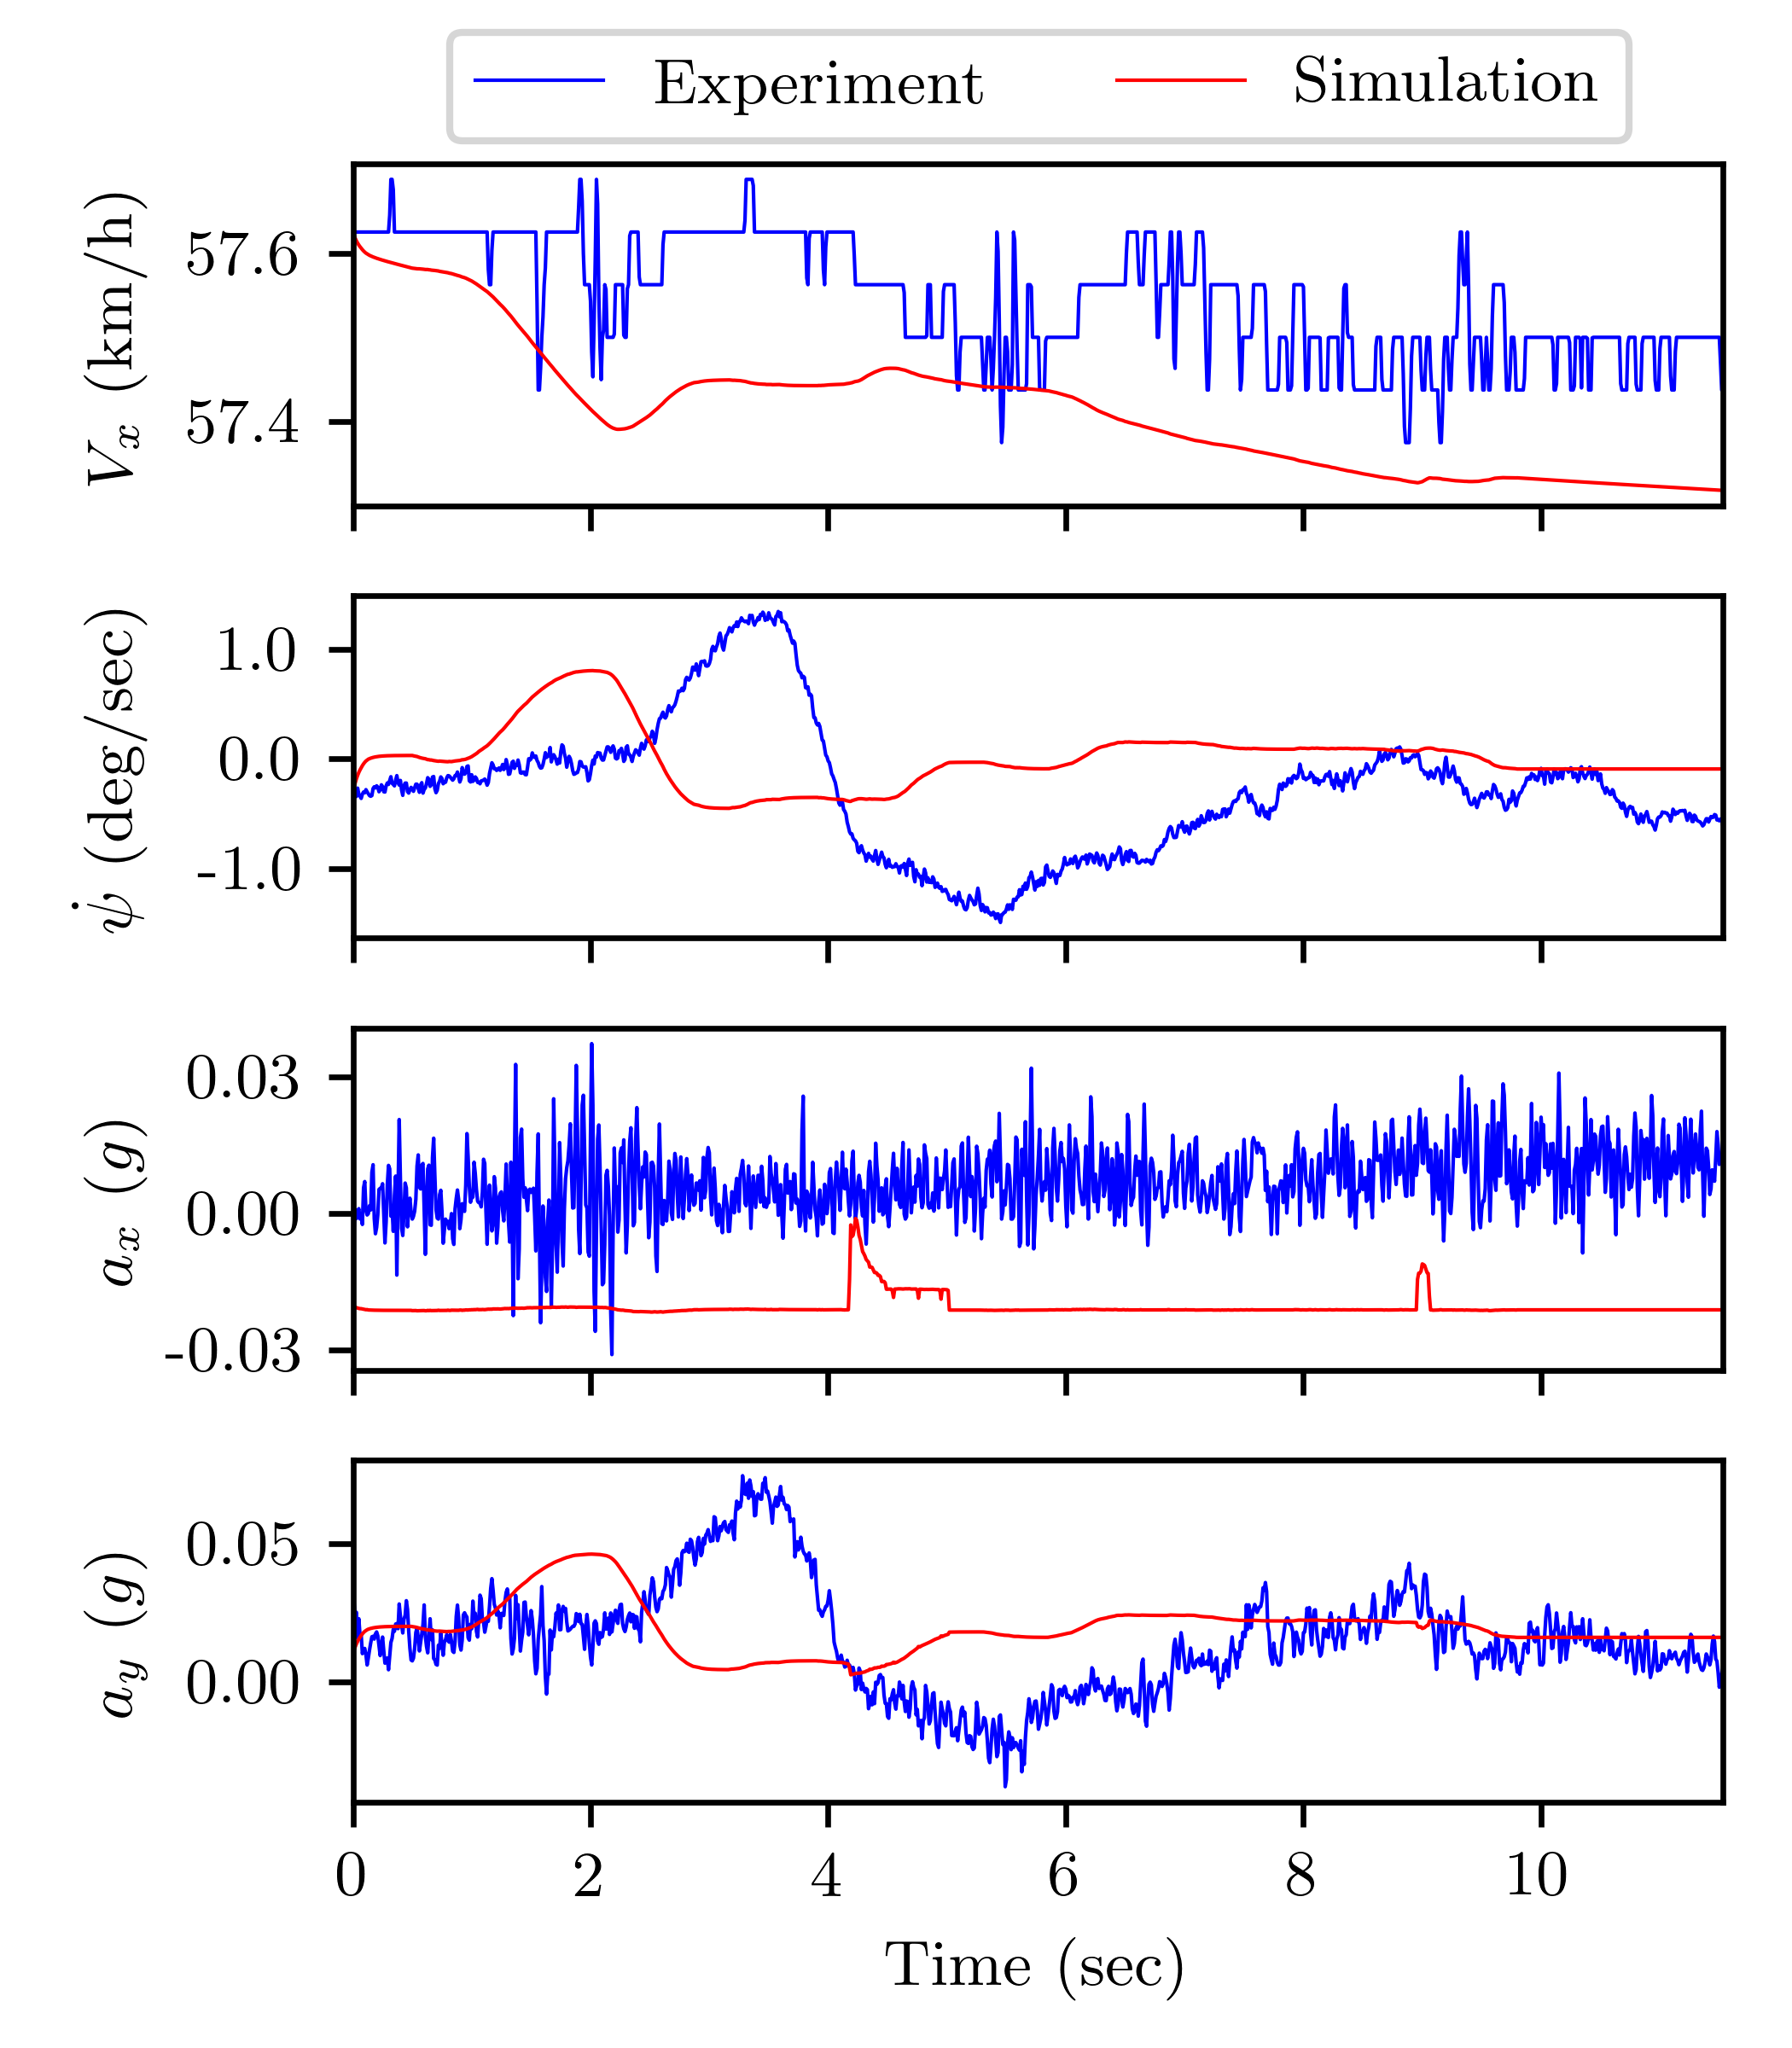 Experiment Simulation
V_x (km/h)
57.6
57.4
ψ̇ (deg/sec)
1.0
0.0
-1.0
a_x (g)
0.03
0.00
-0.03
a_y (g)
0.05
0.00
0 2 4 6 8 10
Time (sec)